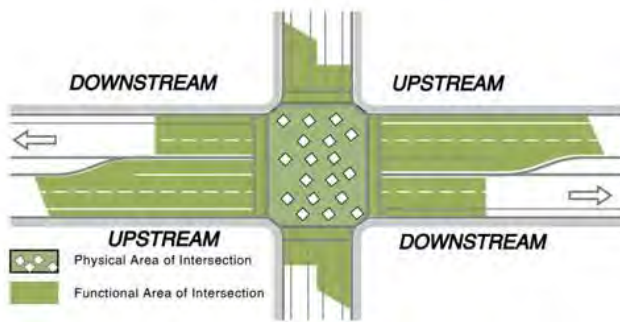 DOWNSTREAM
UPSTREAM
UPSTREAM
DOWNSTREAM
Physical Area of Intersection
Functional Area of Intersection